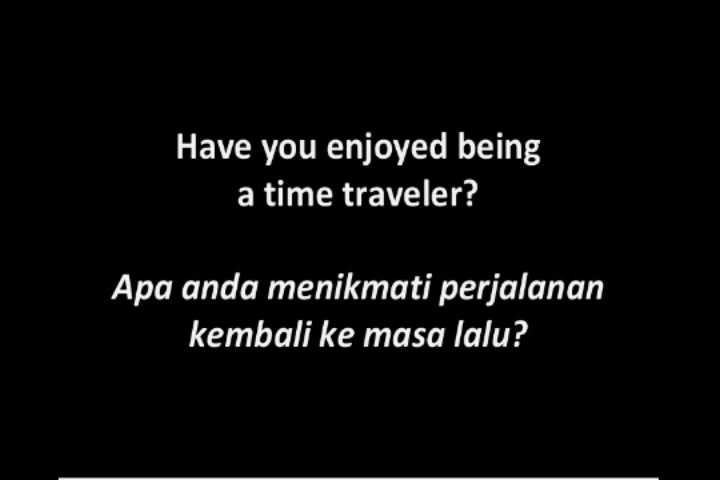 Have you enjoyed being
a time traveler?
Apa anda menikmati perjalanan
kembali ke masa lalu?